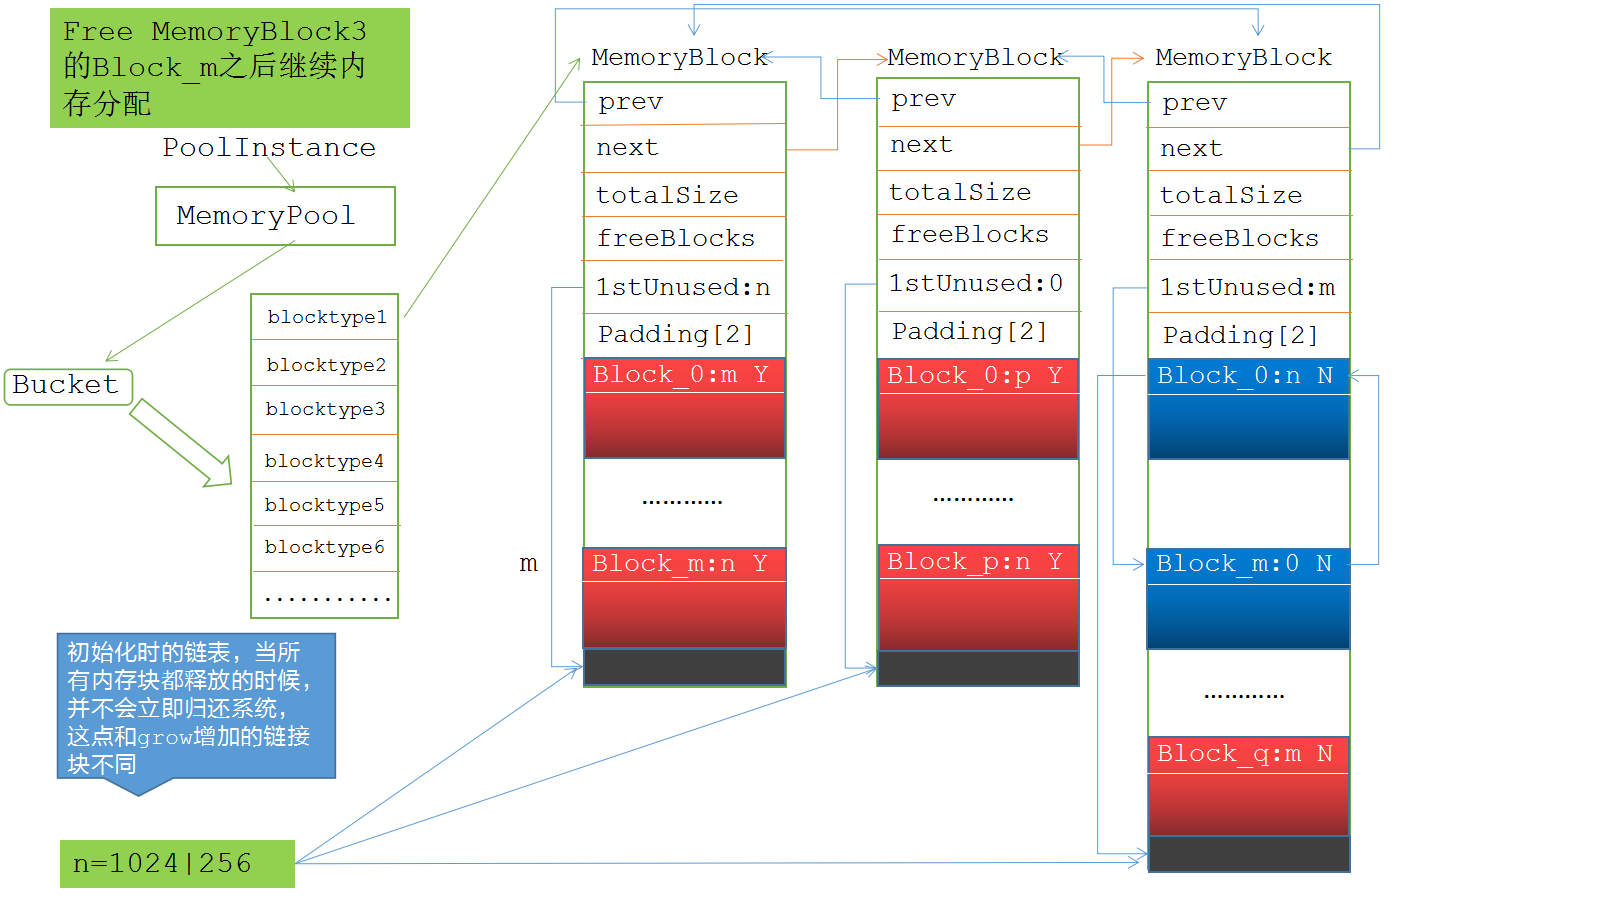 Free MemoryBlock3
的Block_m之后继续内
存分配
PoolInstance
MemoryPool
Bucket
blocktype1
blocktype2
blocktype3
blocktype4
blocktype5
blocktype6
...........
初始化时的链表，当所
有内存块都释放的时候，
并不会立即归还系统，
这点和grow增加的链接
块不同
n=1024|256
m
MemoryBlock
prev
next
totalSize
freeBlocks
1stUnused:n
Padding[2]
Block_0:m Y
…………
Block_m:n Y
MemoryBlock
prev
next
totalSize
freeBlocks
1stUnused:0
Padding[2]
Block_0:p Y
…………
Block_p:n Y
MemoryBlock
prev
next
totalSize
freeBlocks
1stUnused:m
Padding[2]
Block_0:n N
Block_m:0 N
…………
Block_q:m N